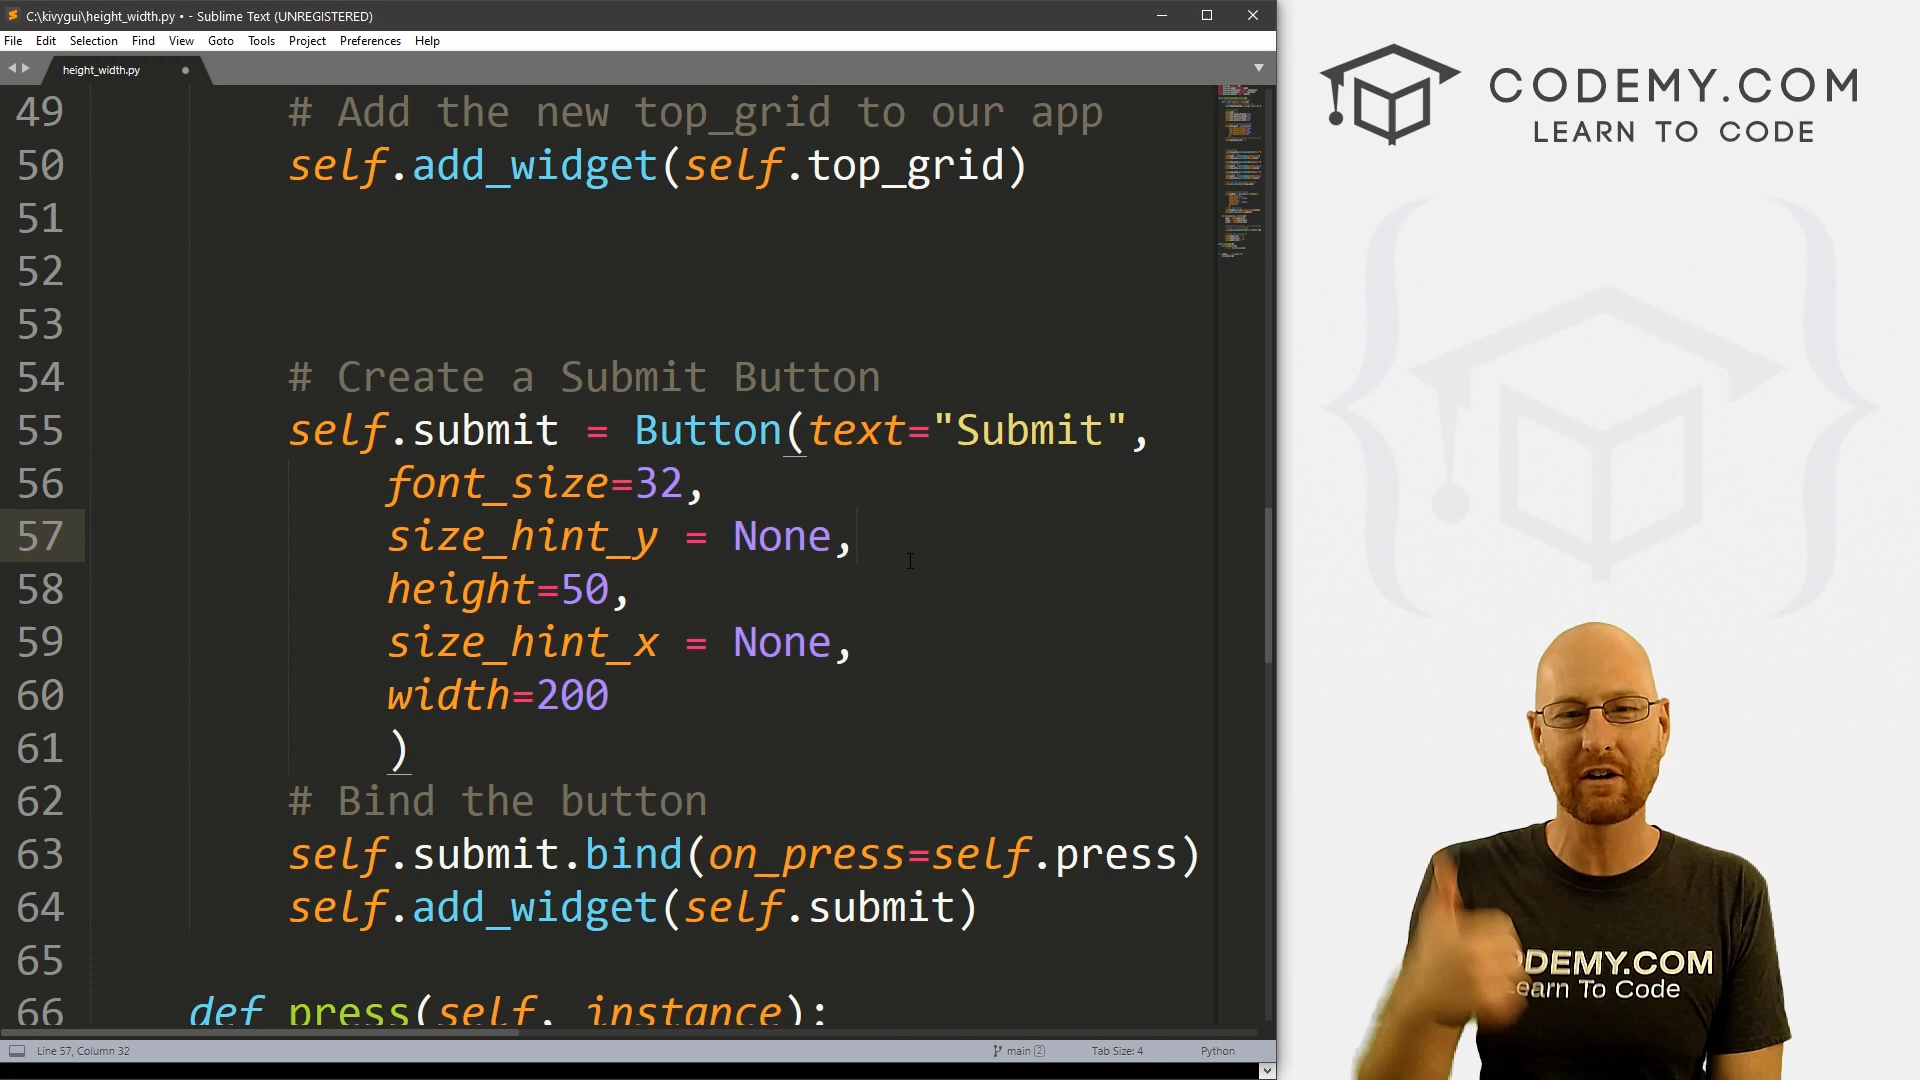 C:\kivygui\height_width.py • - Sublime Text (UNREGISTERED)
File Edit Selection Find View Goto Tools Project Preferences Help
height_width.py
49 # Add the new top_grid to our app
50 self.add_widget(self.top_grid)
51
52
53
54 # Create a Submit Button
55 self.submit = Button(text="Submit",
56 font_size=32,
57 size_hint_y = None,
58 height=50,
59 size_hint_x = None,
60 width=200
61 )
62 # Bind the button
63 self.submit.bind(on_press=self.press)
64 self.add_widget(self.submit)
65
66 def press(self, instance):
Line 57, Column 32 main 2 Tab Size: 4 Python
CODEMY.COM
LEARN TO CODE
DEMY.COM
earn To Code